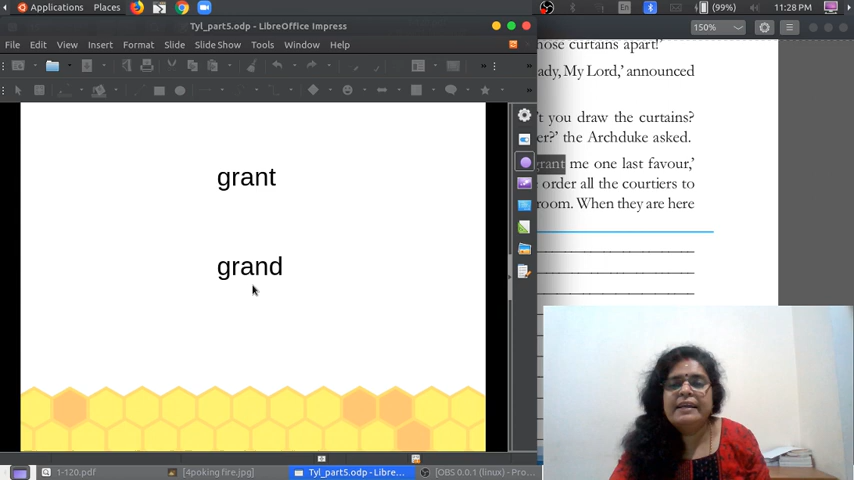 Applications Places En (99%) 11:28 PM
Tyl_part5.odp - LibreOffice Impress
File Edit View Insert Format Slide Slide Show Tools Window Help
grant
grand
150%
hose curtains apart!'
ady, My Lord,' announced
't you draw the curtains?
er?' the Archduke asked.
grant me one last favour,'
order all the courtiers to
room. When they are here
1-120.pdf [4poking fire.jpg] Tyl_part5.odp - Libre... [OBS 0.0.1 (linux) - Pro...